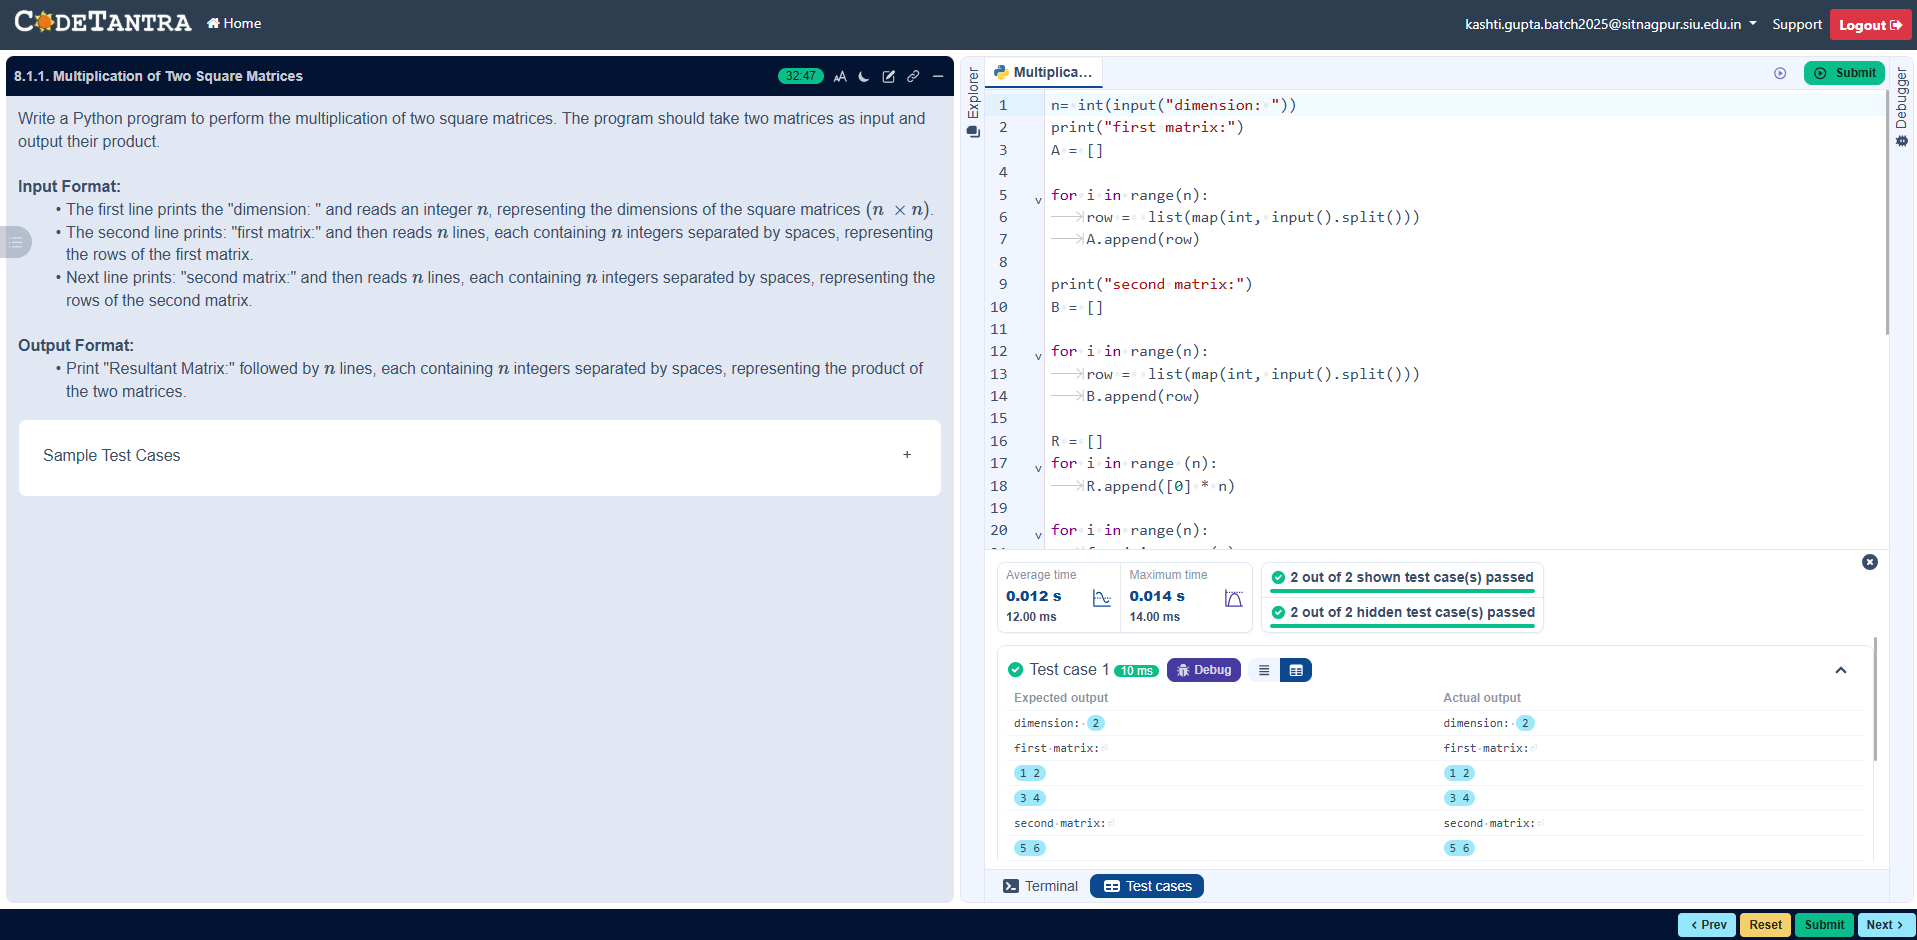 CODETANTRA Home kashti.gupta.batch2025@sitnagpur.siu.edu.in Support Logout
8.1.1. Multiplication of Two Square Matrices 32:47
Write a Python program to perform the multiplication of two square matrices. The program should take two matrices as input and
output their product.
Input Format:
• The first line prints the "dimension: " and reads an integer n, representing the dimensions of the square matrices (n × n).
• The second line prints: "first matrix:" and then reads n lines, each containing n integers separated by spaces, representing
the rows of the first matrix.
• Next line prints: "second matrix:" and then reads n lines, each containing n integers separated by spaces, representing the
rows of the second matrix.
Output Format:
• Print "Resultant Matrix:" followed by n lines, each containing n integers separated by spaces, representing the product of
the two matrices.
Sample Test Cases +
Explorer
Multiplica... Submit
Debugger
1 n= int(input("dimension: "))
2 print("first matrix:")
3 A = []
4
5 for i in range(n):
6 row =  list(map(int, input().split()))
7 A.append(row)
8
9 print("second matrix:")
10 B = []
11
12 for i in range(n):
13 row =  list(map(int, input().split()))
14 B.append(row)
15
16 R = []
17 for i in range (n):
18 R.append([0] * n)
19
20 for i in range(n):
Average time Maximum time
0.012 s 0.014 s
12.00 ms 14.00 ms
2 out of 2 shown test case(s) passed
2 out of 2 hidden test case(s) passed
Test case 1 10 ms Debug
Expected output Actual output
dimension: 2 dimension: 2
first matrix: first matrix:
1 2 1 2
3 4 3 4
second matrix: second matrix:
5 6 5 6
Terminal Test cases
< Prev Reset Submit Next >